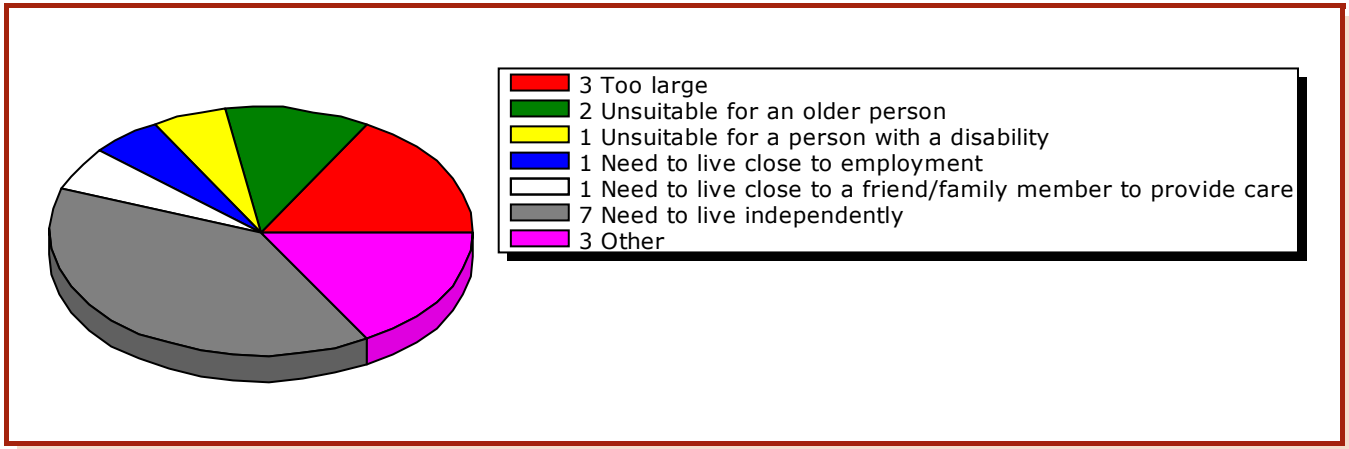 3 Too large
2 Unsuitable for an older person
1 Unsuitable for a person with a disability
1 Need to live close to employment
1 Need to live close to a friend/family member to provide care
7 Need to live independently
3 Other